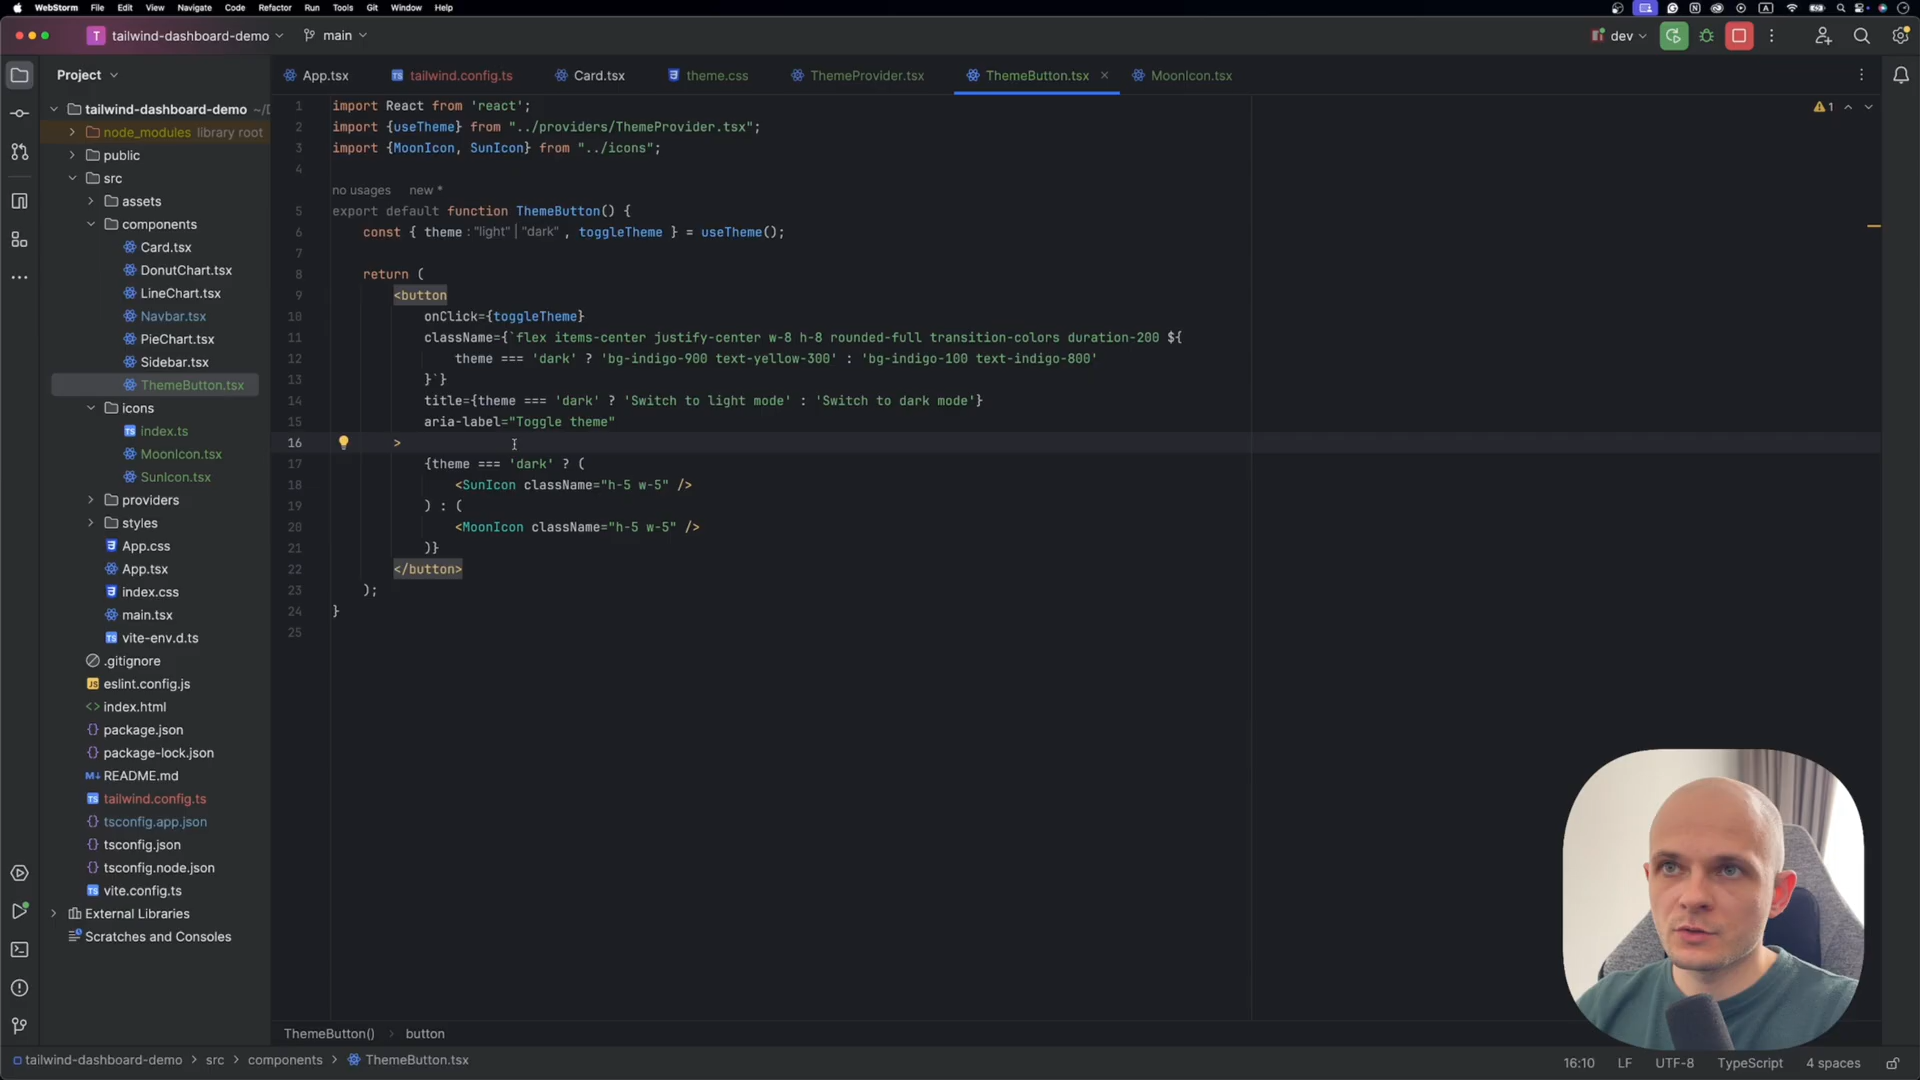 WebStorm File Edit View Navigate Code Refactor Run Tools Git Window Help
T tailwind-dashboard-demo main dev
Project
App.tsx tailwind.config.ts Card.tsx theme.css ThemeProvider.tsx ThemeButton.tsx MoonIcon.tsx
tailwind-dashboard-demo ~/D
node_modules library root
public
src
assets
components
Card.tsx
DonutChart.tsx
LineChart.tsx
Navbar.tsx
PieChart.tsx
Sidebar.tsx
ThemeButton.tsx
icons
index.ts
MoonIcon.tsx
SunIcon.tsx
providers
styles
App.css
App.tsx
index.css
main.tsx
vite-env.d.ts
.gitignore
eslint.config.js
index.html
package.json
package-lock.json
README.md
tailwind.config.ts
tsconfig.app.json
tsconfig.json
tsconfig.node.json
vite.config.ts
External Libraries
Scratches and Consoles
1 import React from 'react';
2 import {useTheme} from "../providers/ThemeProvider.tsx";
3 import {MoonIcon, SunIcon} from "../icons";
4
no usages new *
5 export default function ThemeButton() {
6 const { theme : "light" | "dark" , toggleTheme } = useTheme();
7
8 return (
9 <button
10 onClick={toggleTheme}
11 className={`flex items-center justify-center w-8 h-8 rounded-full transition-colors duration-200 ${
12 theme === 'dark' ? 'bg-indigo-900 text-yellow-300' : 'bg-indigo-100 text-indigo-800'
13 }`}
14 title={theme === 'dark' ? 'Switch to light mode' : 'Switch to dark mode'}
15 aria-label="Toggle theme"
16 >
17 {theme === 'dark' ? (
18 <SunIcon className="h-5 w-5" />
19 ) : (
20 <MoonIcon className="h-5 w-5" />
21 )}
22 </button>
23 );
24 }
25
1
ThemeButton() › button
tailwind-dashboard-demo › src › components › ThemeButton.tsx
16:10 LF UTF-8 TypeScript 4 spaces